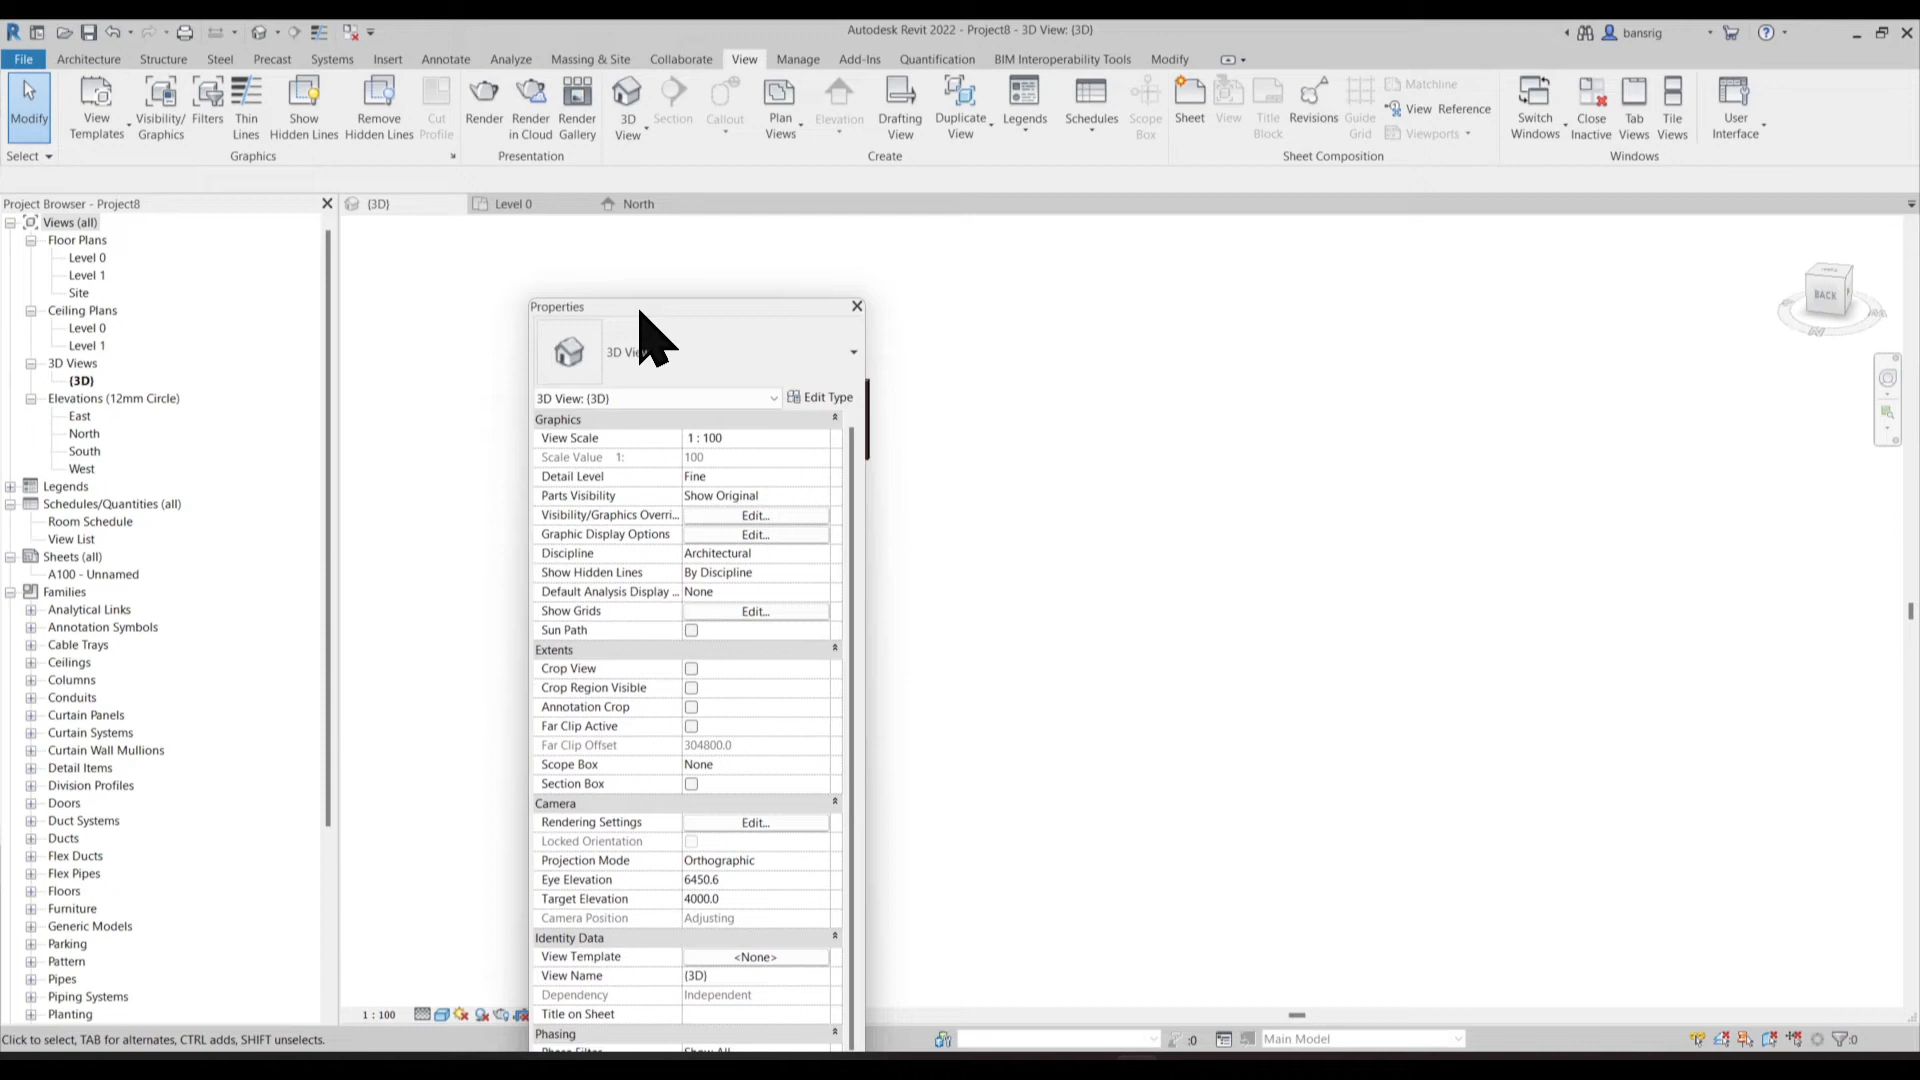 Autodesk Revit 2022 - Project8 - 3D View: {3D}
bansrig
File
Architecture
Structure
Steel
Precast
Systems
Insert
Annotate
Analyze
Massing & Site
Collaborate
View
Manage
Add-Ins
Quantification
BIM Interoperability Tools
Modify
Modify
View Templates
Visibility/ Graphics
Filters
Thin Lines
Show Hidden Lines
Remove Hidden Lines
Cut Profile
Render
Render in Cloud
Render Gallery
3D View
Section
Callout
Plan Views
Elevation
Drafting View
Duplicate View
Legends
Schedules
Scope Box
Sheet
View
Title Block
Revisions
Guide Grid
Matchline
View Reference
Viewports
Switch Windows
Close Inactive
Tab Views
Tile Views
User Interface
Select
Graphics
Presentation
Create
Sheet Composition
Windows
Project Browser - Project8
{3D}
Level 0
North
Views (all)
Floor Plans
Level 0
Level 1
Site
Ceiling Plans
Level 0
Level 1
3D Views
{3D}
Elevations (12mm Circle)
East
North
South
West
Legends
Schedules/Quantities (all)
Room Schedule
View List
Sheets (all)
A100 - Unnamed
Families
Analytical Links
Annotation Symbols
Cable Trays
Ceilings
Columns
Conduits
Curtain Panels
Curtain Systems
Curtain Wall Mullions
Detail Items
Division Profiles
Doors
Duct Systems
Ducts
Flex Ducts
Flex Pipes
Floors
Furniture
Generic Models
Parking
Pattern
Pipes
Piping Systems
Planting
Properties
3D
3D View: {3D}
Edit Type
Graphics
View Scale 1 : 100
Scale Value 1: 100
Detail Level Fine
Parts Visibility Show Original
Visibility/Graphics Overri... Edit...
Graphic Display Options Edit...
Discipline Architectural
Show Hidden Lines By Discipline
Default Analysis Display ... None
Show Grids Edit...
Sun Path
Extents
Crop View
Crop Region Visible
Annotation Crop
Far Clip Active
Far Clip Offset 304800.0
Scope Box None
Section Box
Camera
Rendering Settings Edit...
Locked Orientation
Projection Mode Orthographic
Eye Elevation 6450.6
Target Elevation 4000.0
Camera Position Adjusting
Identity Data
View Template <None>
View Name {3D}
Dependency Independent
Title on Sheet
Phasing
Phase Filter Show All
BACK
1 : 100
Click to select, TAB for alternates, CTRL adds, SHIFT unselects.
:0
Main Model
:0